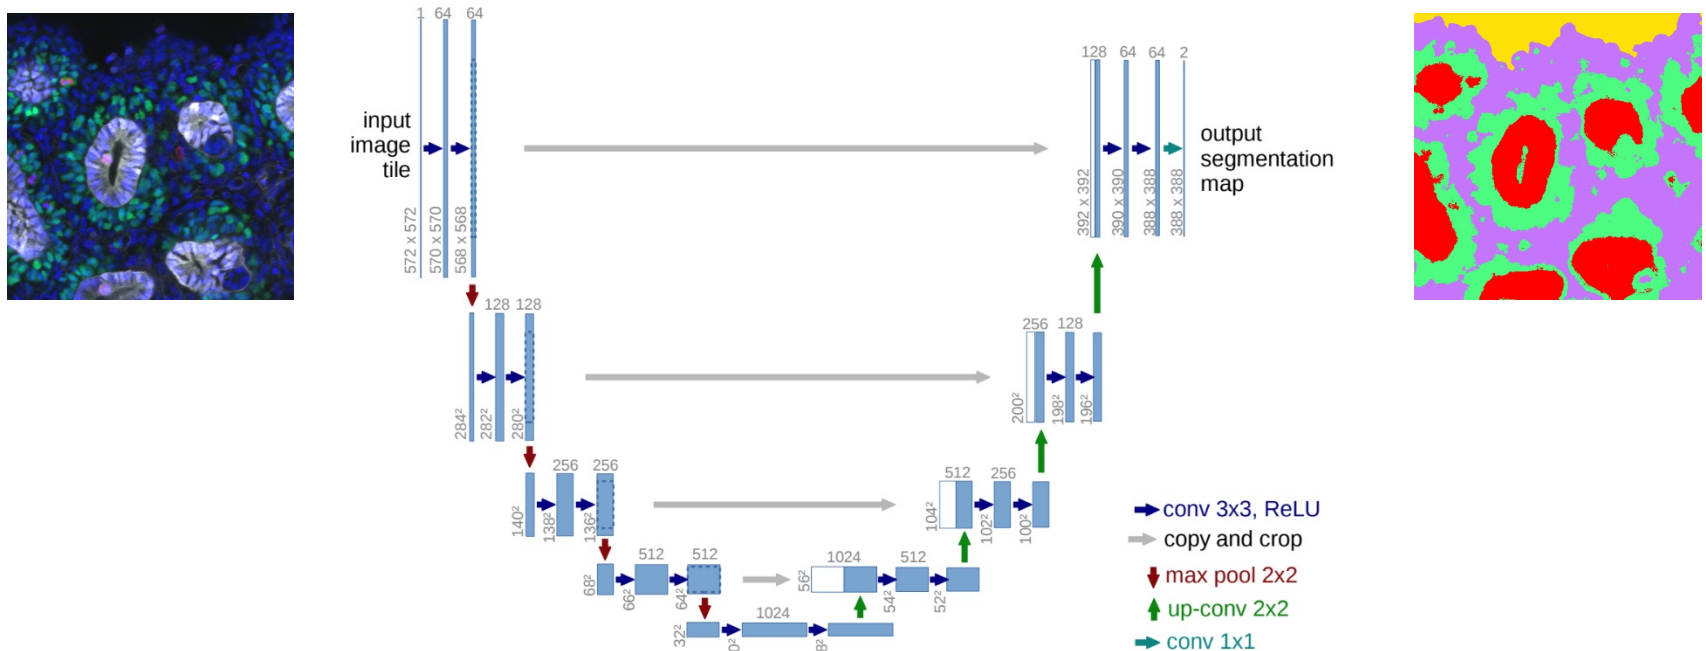 1 64 64
input
image
tile
572 x 572
570 x 570
568 x 568
128 64 64 2
392 x 392
390 x 390
388 x 388
388 x 388
output
segmentation
map
128 128
284²
282²
280²
256 128
200²
198²
196²
256 256
140²
138²
136²
512 256
104²
102²
100²
512 512
68²
66²
64²
1024 512
56²
54²
52²
1024
32²
conv 3x3, ReLU
copy and crop
max pool 2x2
up-conv 2x2
conv 1x1